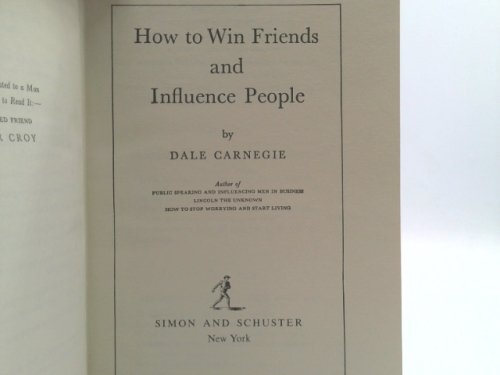 ted to a Man
to Read It:—
ED FRIEND
CROY
How to Win Friends
and
Influence People
by
DALE CARNEGIE
Author of
PUBLIC SPEAKING AND INFLUENCING MEN IN BUSINESS
LINCOLN THE UNKNOWN
HOW TO STOP WORRYING AND START LIVING
SIMON AND SCHUSTER
New York